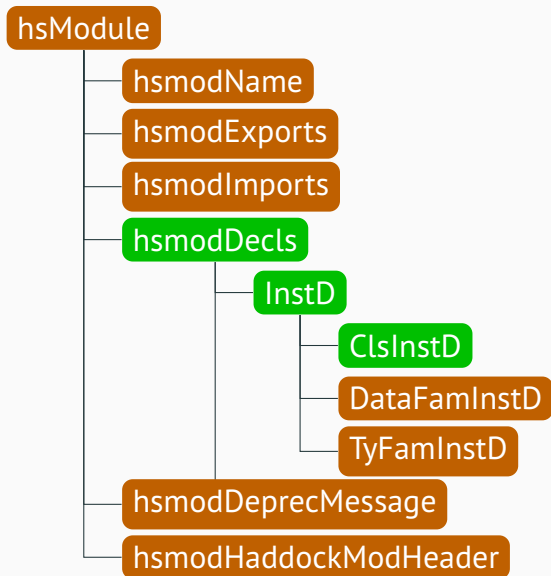 hsModule
hsmodName
hsmodExports
hsmodImports
hsmodDecls
InstD
ClsInstD
DataFamInstD
TyFamInstD
hsmodDeprecMessage
hsmodHaddockModHeader